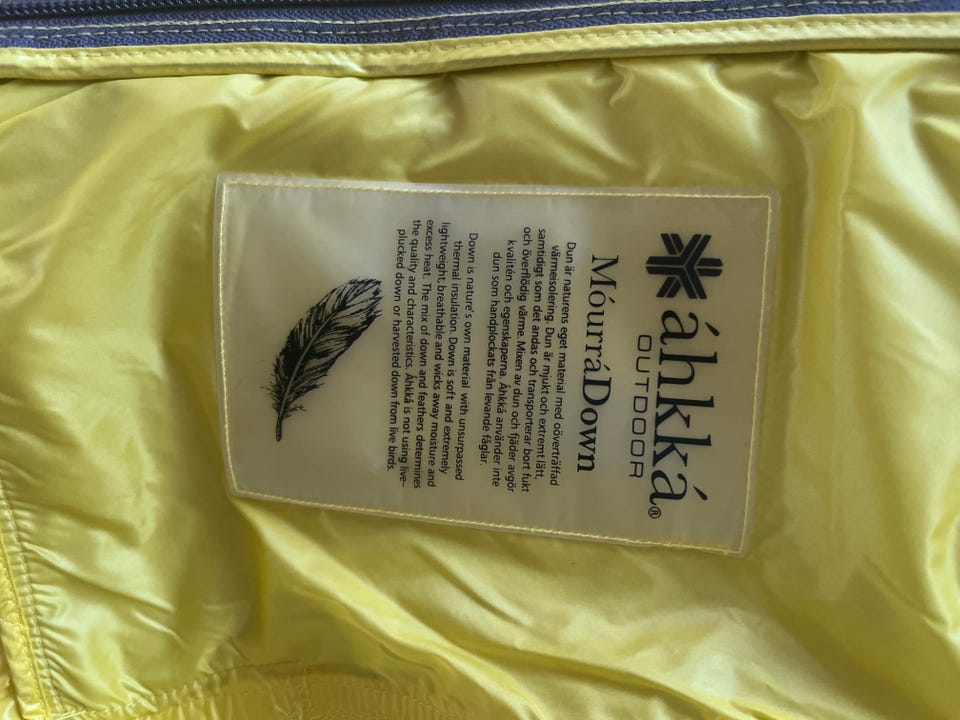 áhkká®
OUTDOOR
MóurráDown
Dun är naturens eget material med oöverträffad
värmeisolering. Dun är mjukt och extremt lätt,
samtidigt som det andas och transporterar bort fukt
och överflödig värme. Mixen av dun och fjäder avgör
kvalitén och egenskaperna. Áhkká använder inte
dun som handplockats från levande fåglar.
Down is nature's own material with unsurpassed
thermal insulation. Down is soft and extremely
lightweight, breathable and wicks away moisture and
excess heat. The mix of down and feathers determines
the quality and characteristics. Áhkká is not using live-
plucked down or harvested down from live birds.